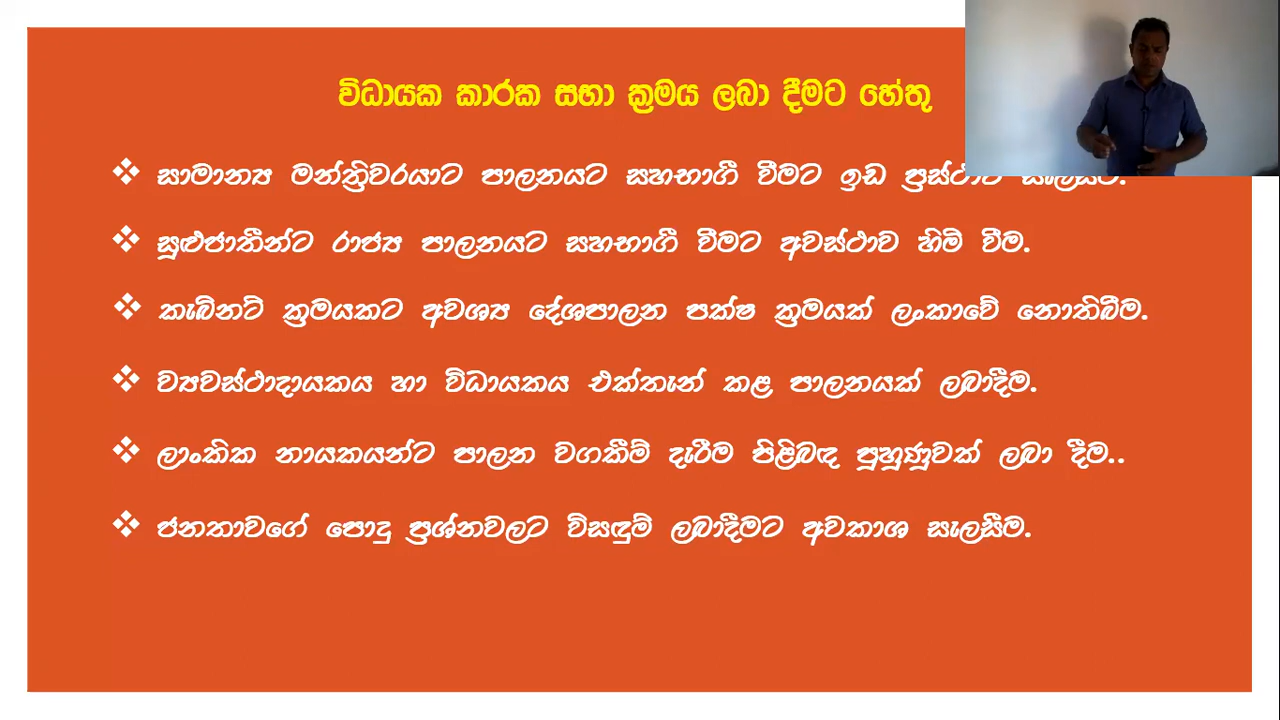 විධායක කාරක සභා ක්‍රමය ලබා දීමට හේතු
❖ සාමාන්‍ය මන්ත්‍රිවරයාට පාලනයට සහභාගී වීමට ඉඩ ප්‍රස්ථාව සැලසීම.
❖ සුළුජාතීන්ට රාජ්‍ය පාලනයට සහභාගී වීමට අවස්ථාව හිමි වීම.
❖ කැබිනට් ක්‍රමයකට අවශ්‍ය දේශපාලන පක්ෂ ක්‍රමයක් ලංකාවේ නොතිබීම.
❖ ව්‍යවස්ථාදායකය හා විධායකය එක්තැන් කළ පාලනයක් ලබාදීම.
❖ ලාංකික නායකයන්ට පාලන වගකීම් දැරීම පිළිබඳ පුහුණුවක් ලබා දීම..
❖ ජනතාවගේ පොදු ප්‍රශ්නවලට විසඳුම් ලබාදීමට අවකාශ සැලසීම.